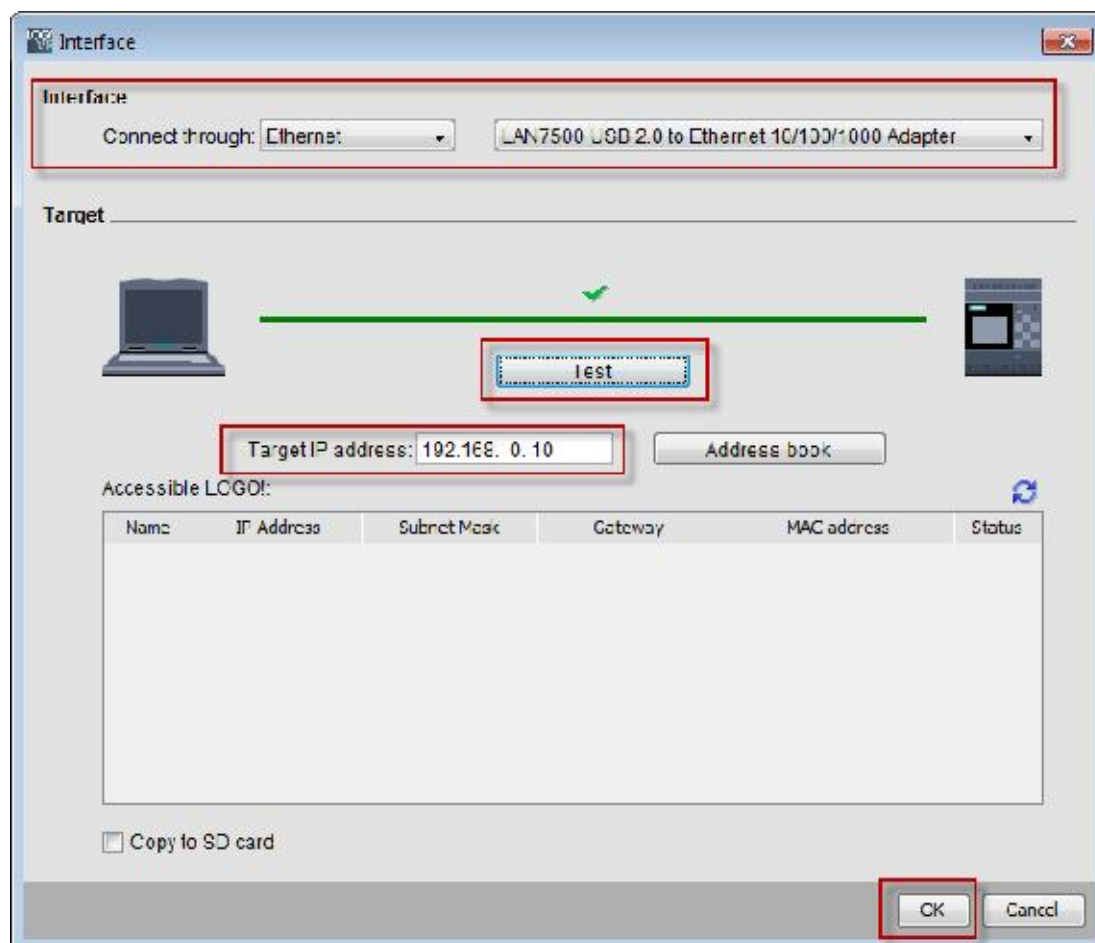 Interface
Interface
Connect through: Ethernet LAN7500 USB 2.0 to Ethernet 10/100/1000 Adapter
Target
Test
Target IP address: 192.168. 0. 10 Address book
Accessible LOGO!:
Name IP Address Subnet Mask Gateway MAC address Status
Copy to SD card
OK Cancel